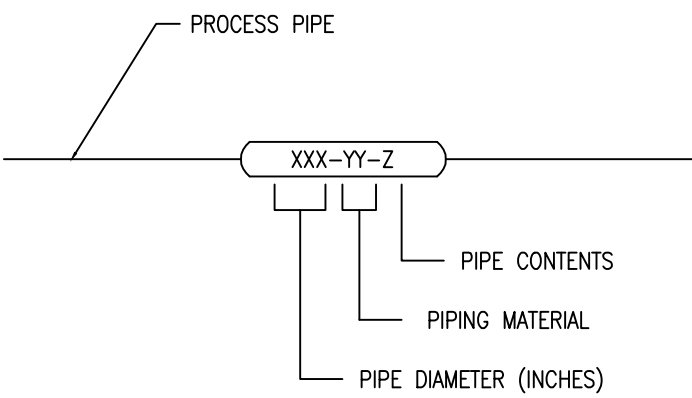 PROCESS PIPE
XXX-YY-Z
PIPE CONTENTS
PIPING MATERIAL
PIPE DIAMETER (INCHES)